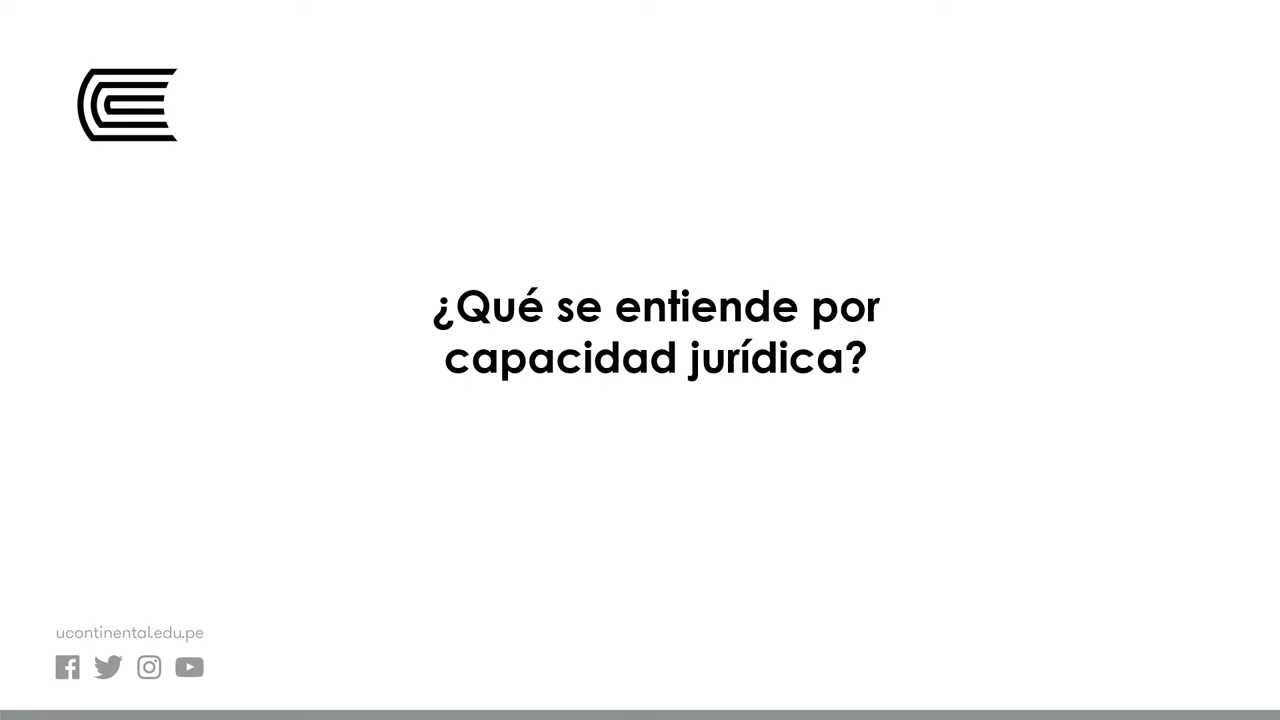 ¿Qué se entiende por
capacidad jurídica?
ucontinental.edu.pe